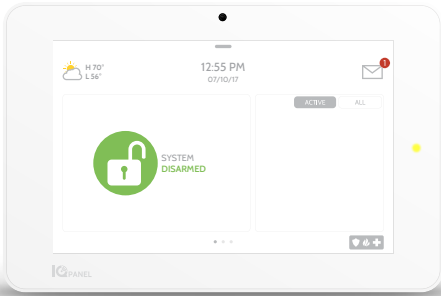 H 70°
L 56°
12:55 PM
07/10/17
1
ACTIVE
ALL
SYSTEM
DISARMED
IQ PANEL